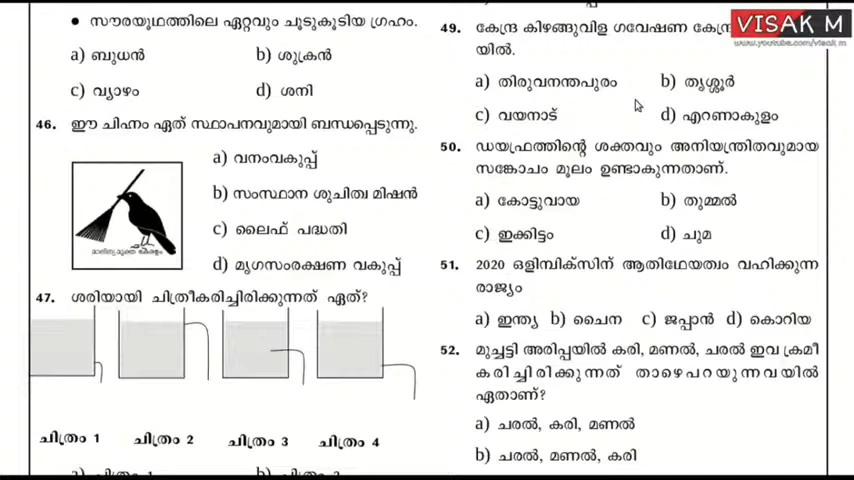 • സൗരയൂഥത്തിലെ ഏറ്റവും ചൂടുകൂടിയ ഗ്രഹം.
a) ബുധൻ b) ശുക്രൻ
c) വ്യാഴം d) ശനി
46. ഈ ചിഹ്നം ഏത് സ്ഥാപനവുമായി ബന്ധപ്പെടുന്നു.
a) വനംവകുപ്പ്
b) സംസ്ഥാന ശുചിത്വ മിഷൻ
മാലിന്യമുക്ത കേരളം
c) ലൈഫ് പദ്ധതി
d) മൃഗസംരക്ഷണ വകുപ്പ്
47. ശരിയായി ചിത്രീകരിച്ചിരിക്കുന്നത് ഏത്?
ചിത്രം 1 ചിത്രം 2 ചിത്രം 3 ചിത്രം 4
49. കേന്ദ്ര കിഴങ്ങുവിള ഗവേഷണ
യിൽ.
a) തിരുവനന്തപുരം b) തൃശ്ശൂർ
c) വയനാട് d) എറണാകുളം
50. ഡയഫ്രത്തിന്റെ ശക്തവും അനിയന്ത്രിതവുമായ
സങ്കോചം മൂലം ഉണ്ടാകുന്നതാണ്.
a) കോട്ടുവായ b) തുമ്മൽ
c) ഇക്കിട്ടം d) ചുമ
51. 2020 ഒളിമ്പിക്സിന് ആതിഥേയത്വം വഹിക്കുന്ന
രാജ്യം
a) ഇന്ത്യ b) ചൈന c) ജപ്പാൻ d) കൊറിയ
52. മുച്ചട്ടി അരിപ്പയിൽ കരി, മണൽ, ചരൽ ഇവ ക്രമീ
കരിച്ചിരിക്കുന്നത് താഴെപറയുന്നവയിൽ
ഏതാണ്?
a) ചരൽ, കരി, മണൽ
b) ചരൽ, മണൽ, കരി
VISAK M
www.youtube.com/visak m